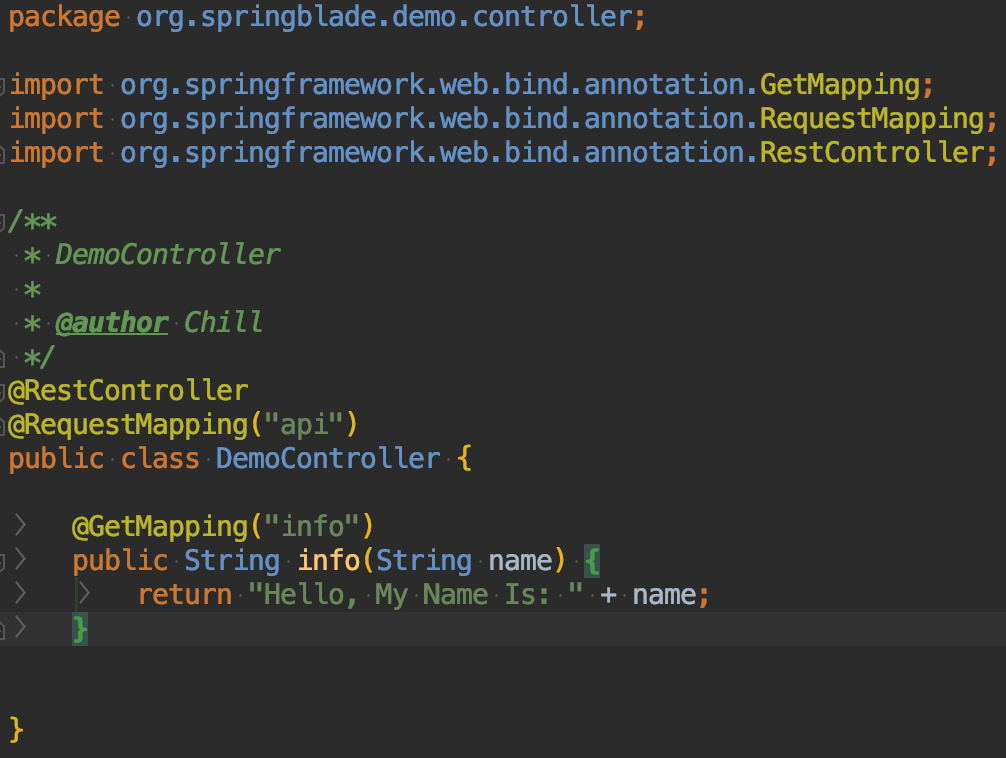 package org.springblade.demo.controller;
import org.springframework.web.bind.annotation.GetMapping;
import org.springframework.web.bind.annotation.RequestMapping;
import org.springframework.web.bind.annotation.RestController;
/**
 * DemoController
 *
 * @author Chill
 */
@RestController
@RequestMapping("api")
public class DemoController {
    @GetMapping("info")
    public String info(String name) {
        return "Hello, My Name Is: " + name;
    }
}